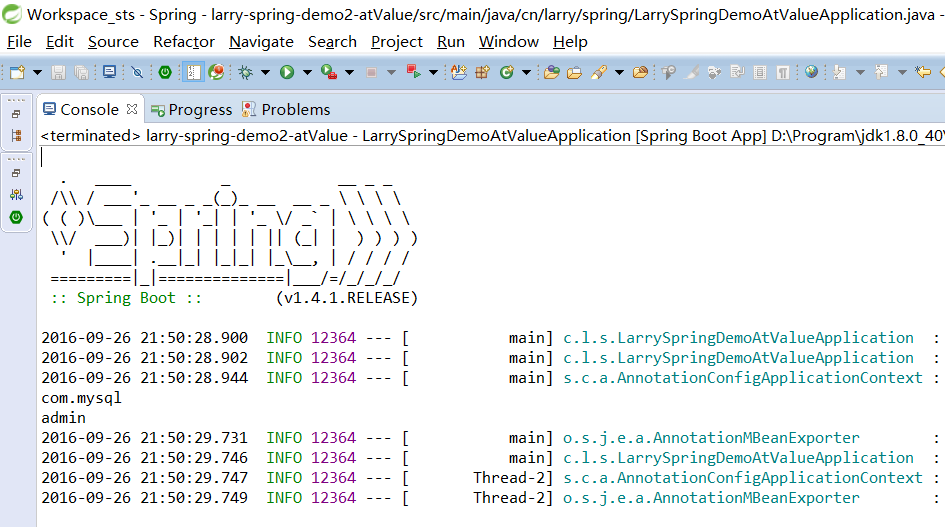 Workspace_sts - Spring - larry-spring-demo2-atValue/src/main/java/cn/larry/spring/LarrySpringDemoAtValueApplication.java -
File Edit Source Refactor Navigate Search Project Run Window Help
Console Progress Problems
<terminated> larry-spring-demo2-atValue - LarrySpringDemoAtValueApplication [Spring Boot App] D:\Program\jdk1.8.0_40\
  .   ____          _            __ _ _
 /\\ / ___'_ __ _ _(_)_ __  __ _ \ \ \ \
( ( )\___ | '_ | '_| | '_ \/ _` | \ \ \ \
 \\/  ___)| |_)| | | | | || (_| |  ) ) ) )
  '  |____| .__|_| |_|_| |_\__, | / / / /
 =========|_|==============|___/=/_/_/_/
 :: Spring Boot ::        (v1.4.1.RELEASE)
2016-09-26 21:50:28.900  INFO 12364 --- [           main] c.l.s.LarrySpringDemoAtValueApplication  :
2016-09-26 21:50:28.902  INFO 12364 --- [           main] c.l.s.LarrySpringDemoAtValueApplication  :
2016-09-26 21:50:28.944  INFO 12364 --- [           main] s.c.a.AnnotationConfigApplicationContext :
com.mysql
admin
2016-09-26 21:50:29.731  INFO 12364 --- [           main] o.s.j.e.a.AnnotationMBeanExporter        :
2016-09-26 21:50:29.746  INFO 12364 --- [           main] c.l.s.LarrySpringDemoAtValueApplication  :
2016-09-26 21:50:29.747  INFO 12364 --- [       Thread-2] s.c.a.AnnotationConfigApplicationContext :
2016-09-26 21:50:29.749  INFO 12364 --- [       Thread-2] o.s.j.e.a.AnnotationMBeanExporter        :